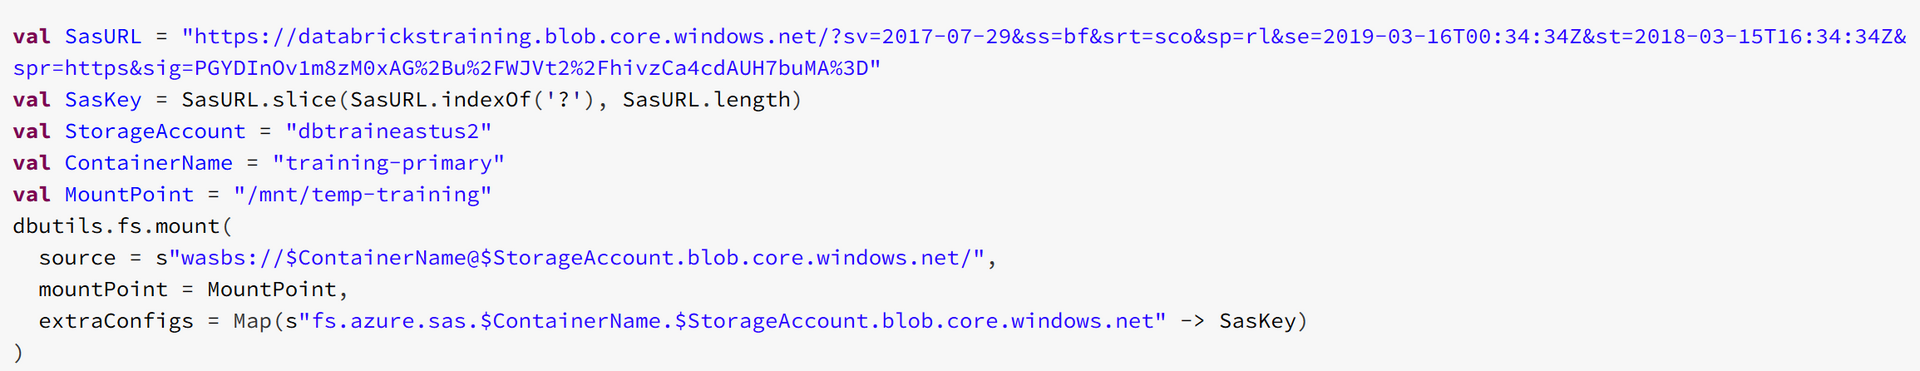 val SasURL = "https://databrickstraining.blob.core.windows.net/?sv=2017-07-29&ss=bf&srt=sco&sp=rl&se=2019-03-16T00:34:34Z&st=2018-03-15T16:34:34Z&
spr=https&sig=PGYDInOv1m8zM0xAG%2Bu%2FWJVt2%2FhivzCa4cdAUH7buMA%3D"
val SasKey = SasURL.slice(SasURL.indexOf('?'), SasURL.length)
val StorageAccount = "dbtraineastus2"
val ContainerName = "training-primary"
val MountPoint = "/mnt/temp-training"
dbutils.fs.mount(
  source = s"wasbs://$ContainerName@$StorageAccount.blob.core.windows.net/",
  mountPoint = MountPoint,
  extraConfigs = Map(s"fs.azure.sas.$ContainerName.$StorageAccount.blob.core.windows.net" -> SasKey)
)